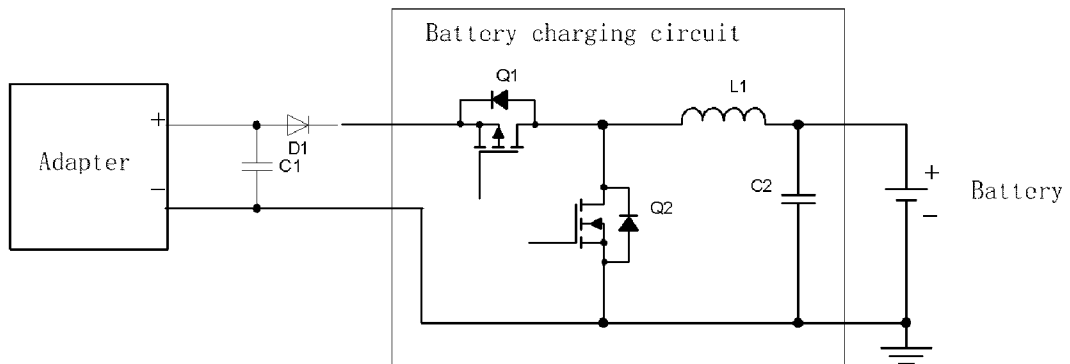 Battery charging circuit
Q1
L1
+
D1
Adapter
C1
C2
+
Q2
Battery
−
−